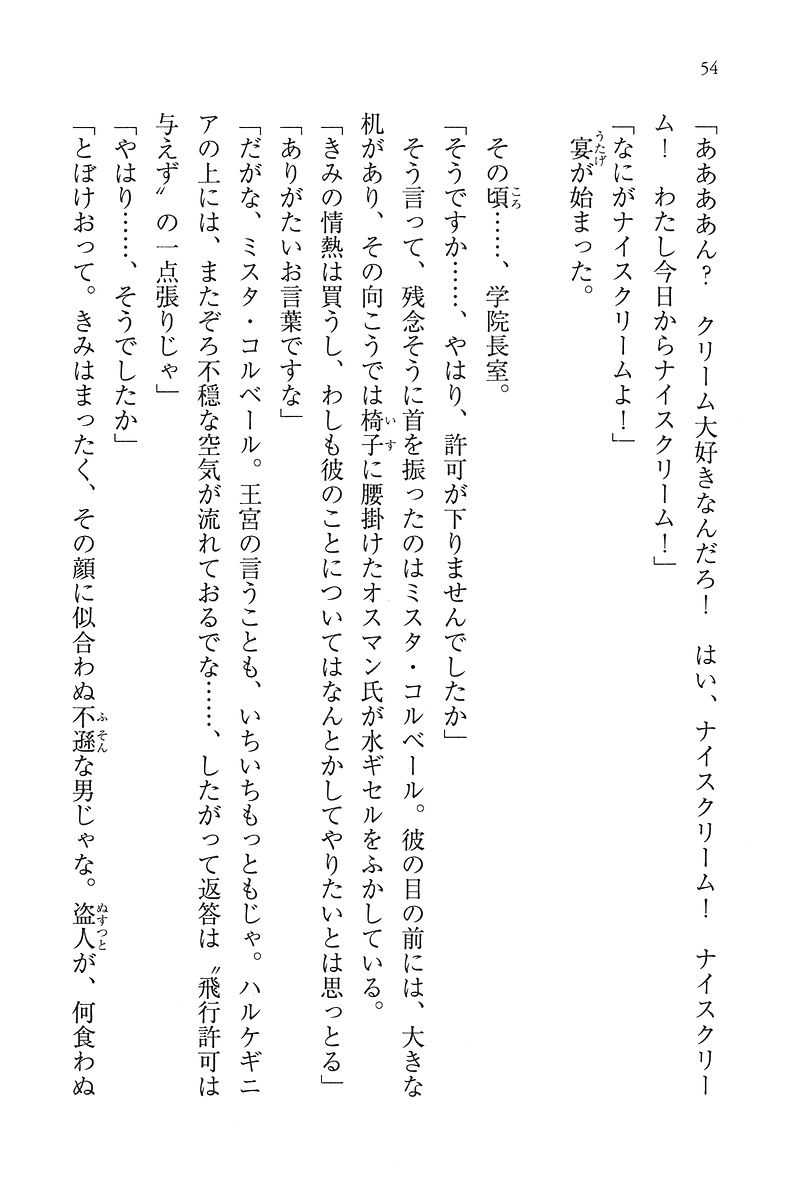 54
「ああああん？　クリーム大好きなんだろ！　はい、ナイスクリーム！　ナイスクリー
ム！　わたし今日からナイスクリーム！」
「なにがナイスクリームよ！」
宴が始まった。
その頃……、学院長室。
「そうですか……、やはり、許可が下りませんでしたか」
そう言って、残念そうに首を振ったのはミスタ・コルベール。彼の目の前には、大きな
机があり、その向こうでは椅子に腰掛けたオスマン氏が水ギセルをふかしている。
「きみの情熱は買うし、わしも彼のことについてはなんとかしてやりたいとは思っとる」
「ありがたいお言葉ですな」
「だがな、ミスタ・コルベール。王宮の言うことも、いちいちもっともじゃ。ハルケギニ
アの上には、またぞろ不穏な空気が流れておるでな……、したがって返答は〝飛行許可は
与えず〟の一点張りじゃ」
「やはり……、そうでしたか」
「とぼけおって。きみはまったく、その顔に似合わぬ不遜な男じゃな。盗人が、何食わぬ